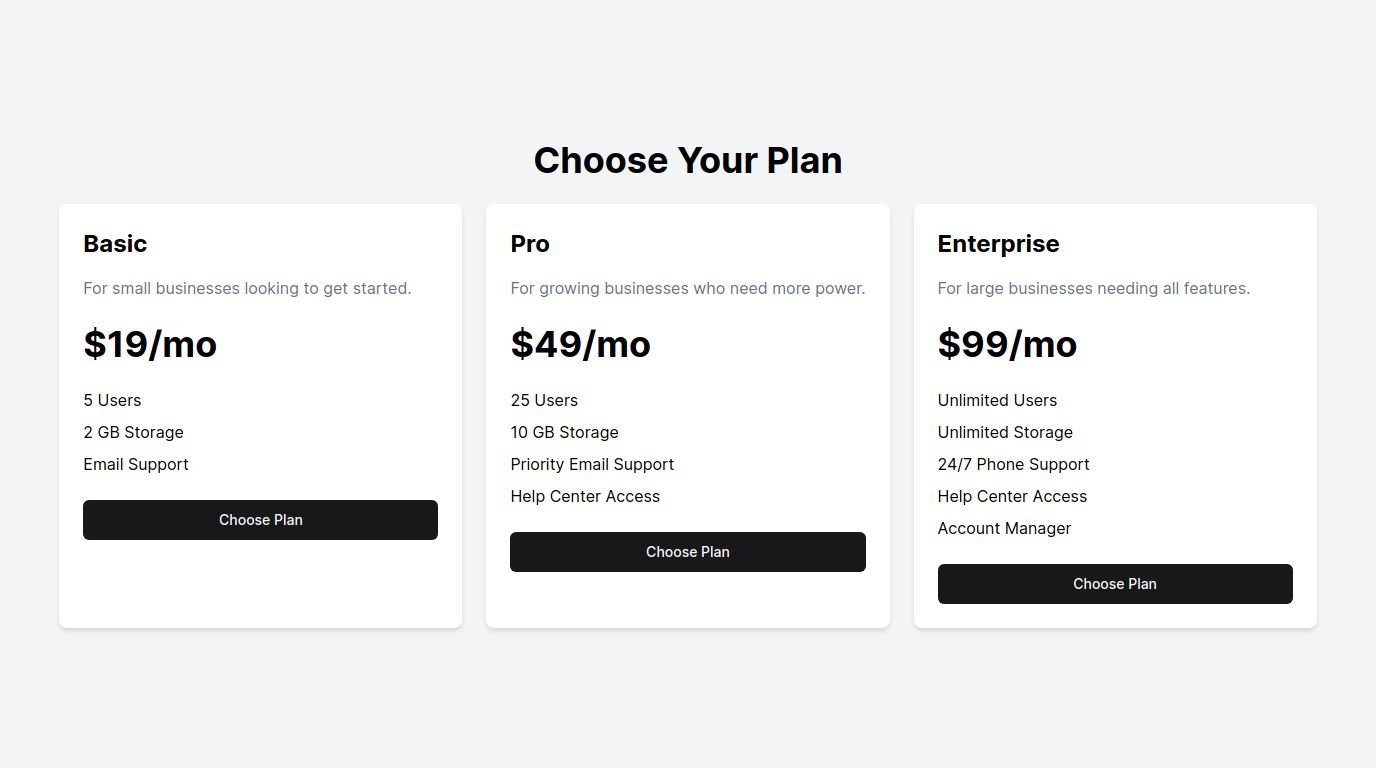 Choose Your Plan
Basic
For small businesses looking to get started.
$19/mo
5 Users
2 GB Storage
Email Support
Choose Plan
Pro
For growing businesses who need more power.
$49/mo
25 Users
10 GB Storage
Priority Email Support
Help Center Access
Choose Plan
Enterprise
For large businesses needing all features.
$99/mo
Unlimited Users
Unlimited Storage
24/7 Phone Support
Help Center Access
Account Manager
Choose Plan